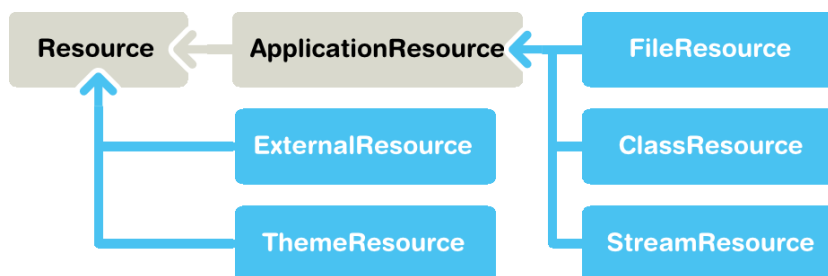 Resource
ApplicationResource
FileResource
ExternalResource
ClassResource
ThemeResource
StreamResource